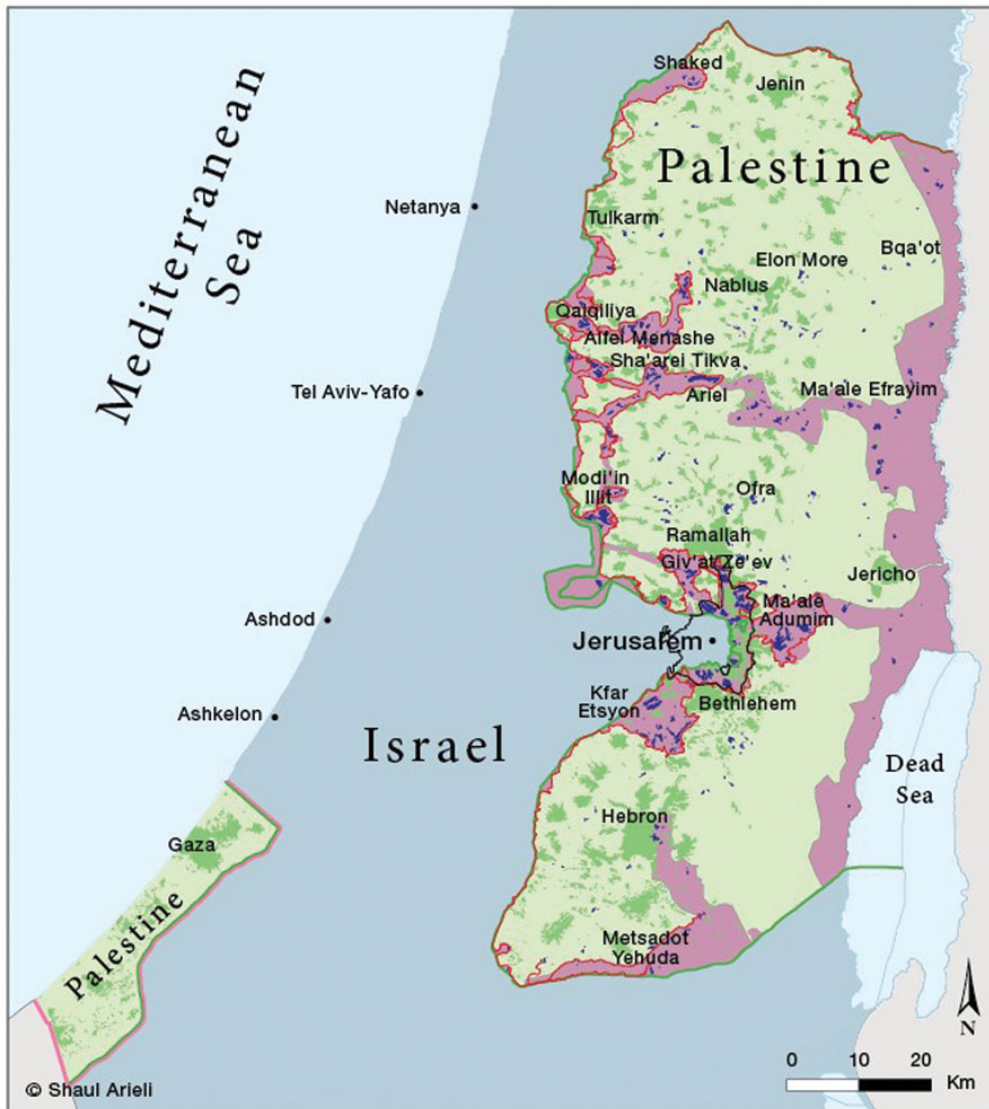 Mediterranean
Sea
Shaked
Jenin
Palestine
Netanya
Tulkarm
Bqa'ot
Elon More
Nablus
Qalqiliya
Alfei Menashe
Sha'arei Tikva
Tel Aviv-Yafo
Ma'ale Efrayim
Ariel
Modi'in
Illit
Ofra
Ramallah
Giv'at Ze'ev
Jericho
Ma'ale
Adumim
Ashdod
Jerusalem
Kfar
Etsyon
Bethlehem
Ashkelon
Israel
Dead
Sea
Hebron
Gaza
Palestine
Metsadot
Yehuda
N
0 10 20
Km
© Shaul Arieli